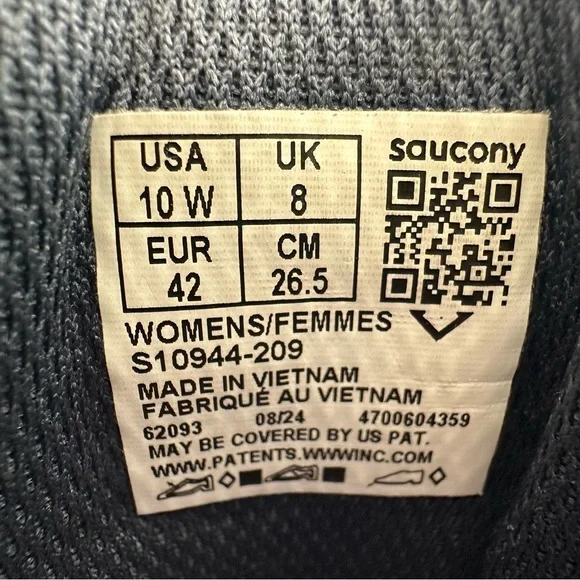 saucony
USA UK
10 W 8
EUR CM
42 26.5
WOMENS/FEMMES
S10944-209
MADE IN VIETNAM
FABRIQUÉ AU VIETNAM
62093 08/24 4700604359
MAY BE COVERED BY US PAT.
WWW.PATENTS.WWWINC.COM